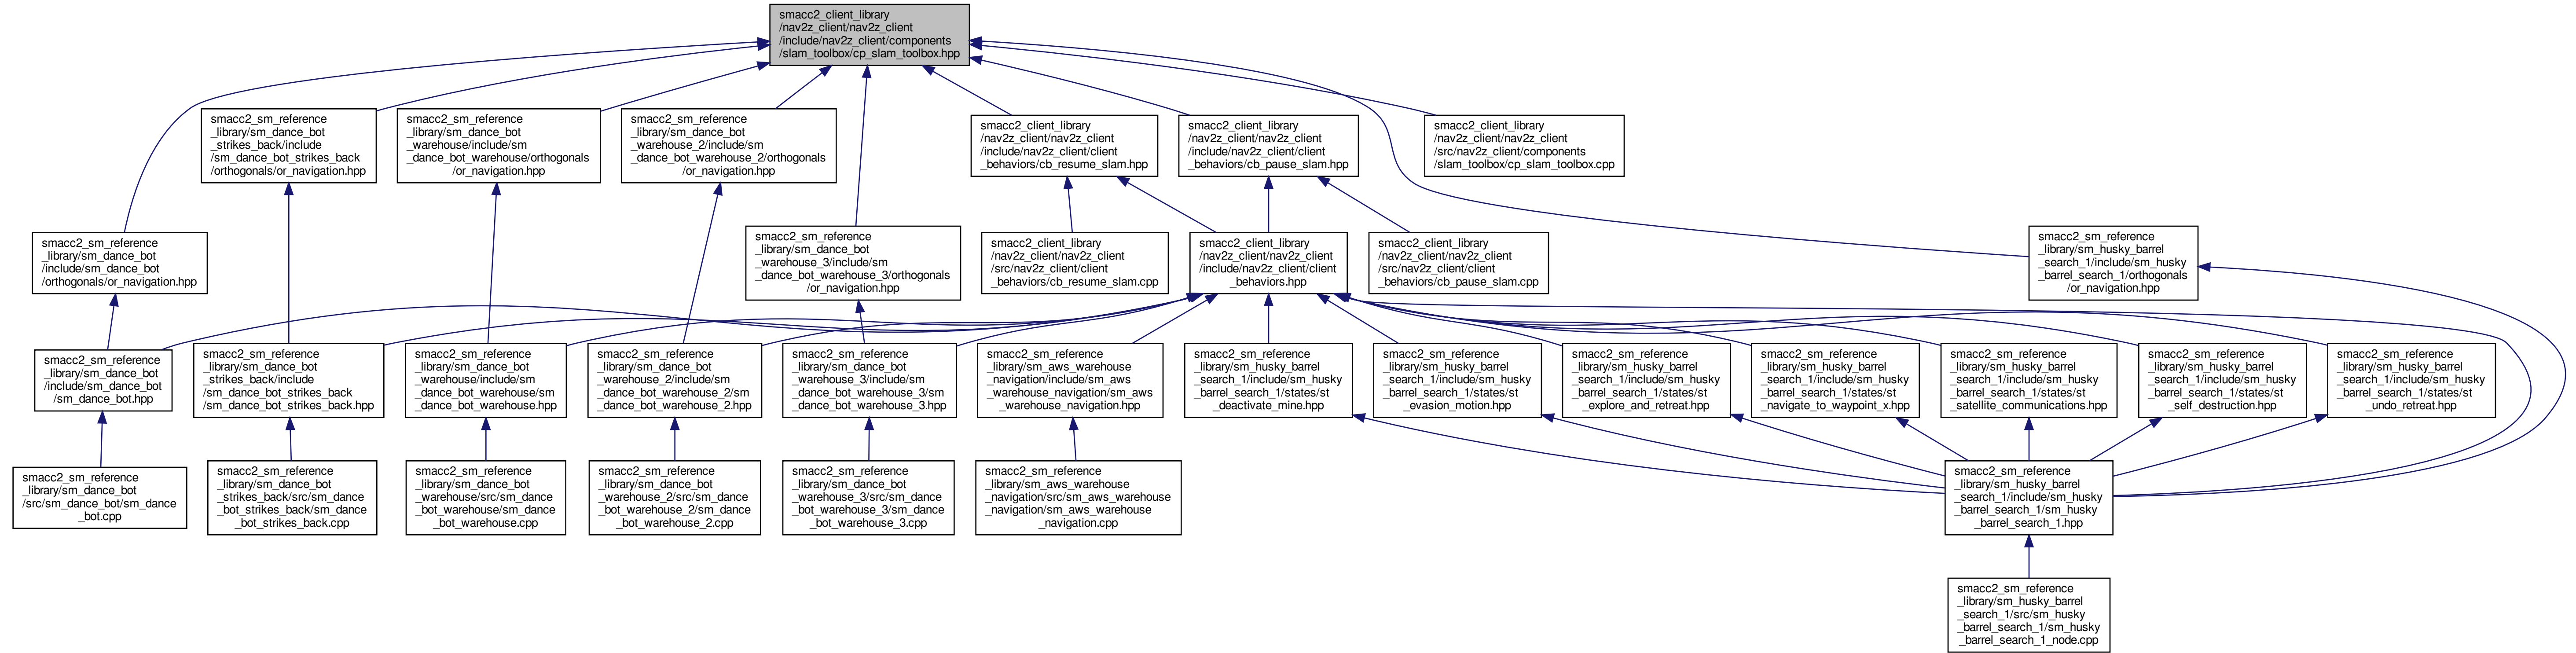 smacc2_client_library
/nav2z_client/nav2z_client
/include/nav2z_client/components
/slam_toolbox/cp_slam_toolbox.hpp
smacc2_sm_reference
_library/sm_dance_bot
_strikes_back/include
/sm_dance_bot_strikes_back
/orthogonals/or_navigation.hpp
smacc2_sm_reference
_library/sm_dance_bot
_warehouse/include/sm
_dance_bot_warehouse/orthogonals
/or_navigation.hpp
smacc2_sm_reference
_library/sm_dance_bot
_warehouse_2/include/sm
_dance_bot_warehouse_2/orthogonals
/or_navigation.hpp
smacc2_client_library
/nav2z_client/nav2z_client
/include/nav2z_client/client
_behaviors/cb_resume_slam.hpp
smacc2_client_library
/nav2z_client/nav2z_client
/include/nav2z_client/client
_behaviors/cb_pause_slam.hpp
smacc2_client_library
/nav2z_client/nav2z_client
/src/nav2z_client/components
/slam_toolbox/cp_slam_toolbox.cpp
smacc2_sm_reference
_library/sm_dance_bot
/include/sm_dance_bot
/orthogonals/or_navigation.hpp
smacc2_sm_reference
_library/sm_dance_bot
_warehouse_3/include/sm
_dance_bot_warehouse_3/orthogonals
/or_navigation.hpp
smacc2_client_library
/nav2z_client/nav2z_client
/src/nav2z_client/client
_behaviors/cb_resume_slam.cpp
smacc2_client_library
/nav2z_client/nav2z_client
/include/nav2z_client/client
_behaviors.hpp
smacc2_client_library
/nav2z_client/nav2z_client
/src/nav2z_client/client
_behaviors/cb_pause_slam.cpp
smacc2_sm_reference
_library/sm_husky_barrel
_search_1/include/sm_husky
_barrel_search_1/orthogonals
/or_navigation.hpp
smacc2_sm_reference
_library/sm_dance_bot
/include/sm_dance_bot
/sm_dance_bot.hpp
smacc2_sm_reference
_library/sm_dance_bot
_strikes_back/include
/sm_dance_bot_strikes_back
/sm_dance_bot_strikes_back.hpp
smacc2_sm_reference
_library/sm_dance_bot
_warehouse/include/sm
_dance_bot_warehouse/sm
_dance_bot_warehouse.hpp
smacc2_sm_reference
_library/sm_dance_bot
_warehouse_2/include/sm
_dance_bot_warehouse_2/sm
_dance_bot_warehouse_2.hpp
smacc2_sm_reference
_library/sm_dance_bot
_warehouse_3/include/sm
_dance_bot_warehouse_3/sm
_dance_bot_warehouse_3.hpp
smacc2_sm_reference
_library/sm_aws_warehouse
_navigation/include/sm_aws
_warehouse_navigation/sm_aws
_warehouse_navigation.hpp
smacc2_sm_reference
_library/sm_husky_barrel
_search_1/include/sm_husky
_barrel_search_1/states/st
_deactivate_mine.hpp
smacc2_sm_reference
_library/sm_husky_barrel
_search_1/include/sm_husky
_barrel_search_1/states/st
_evasion_motion.hpp
smacc2_sm_reference
_library/sm_husky_barrel
_search_1/include/sm_husky
_barrel_search_1/states/st
_explore_and_retreat.hpp
smacc2_sm_reference
_library/sm_husky_barrel
_search_1/include/sm_husky
_barrel_search_1/states/st
_navigate_to_waypoint_x.hpp
smacc2_sm_reference
_library/sm_husky_barrel
_search_1/include/sm_husky
_barrel_search_1/states/st
_satellite_communications.hpp
smacc2_sm_reference
_library/sm_husky_barrel
_search_1/include/sm_husky
_barrel_search_1/states/st
_self_destruction.hpp
smacc2_sm_reference
_library/sm_husky_barrel
_search_1/include/sm_husky
_barrel_search_1/states/st
_undo_retreat.hpp
smacc2_sm_reference
_library/sm_dance_bot
/src/sm_dance_bot/sm_dance
_bot.cpp
smacc2_sm_reference
_library/sm_dance_bot
_strikes_back/src/sm_dance
_bot_strikes_back/sm_dance
_bot_strikes_back.cpp
smacc2_sm_reference
_library/sm_dance_bot
_warehouse/src/sm_dance
_bot_warehouse/sm_dance
_bot_warehouse.cpp
smacc2_sm_reference
_library/sm_dance_bot
_warehouse_2/src/sm_dance
_bot_warehouse_2/sm_dance
_bot_warehouse_2.cpp
smacc2_sm_reference
_library/sm_dance_bot
_warehouse_3/src/sm_dance
_bot_warehouse_3/sm_dance
_bot_warehouse_3.cpp
smacc2_sm_reference
_library/sm_aws_warehouse
_navigation/src/sm_aws_warehouse
_navigation/sm_aws_warehouse
_navigation.cpp
smacc2_sm_reference
_library/sm_husky_barrel
_search_1/include/sm_husky
_barrel_search_1/sm_husky
_barrel_search_1.hpp
smacc2_sm_reference
_library/sm_husky_barrel
_search_1/src/sm_husky
_barrel_search_1/sm_husky
_barrel_search_1_node.cpp